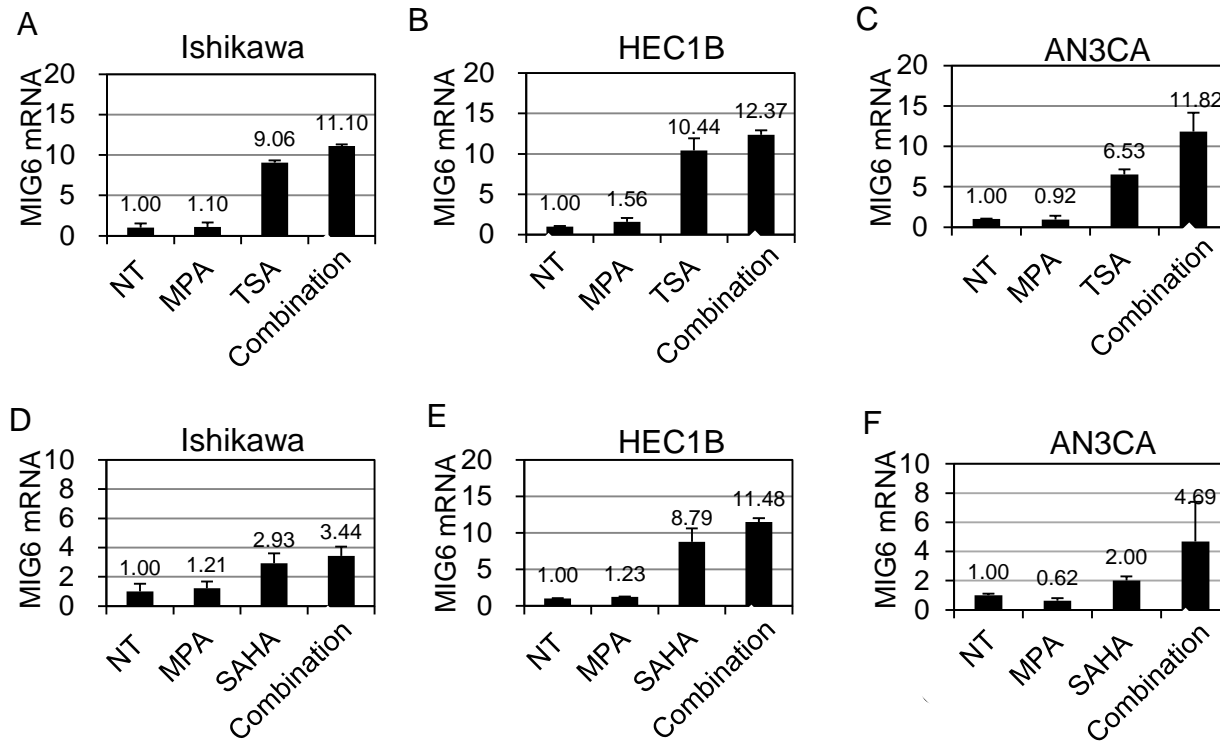 A
Ishikawa
MIG6 mRNA
20
15
10
5
0
1.00
1.10
9.06
11.10
NT
MPA
TSA
Combination
B
HEC1B
MIG6 mRNA
20
15
10
5
0
1.00
1.56
10.44
12.37
NT
MPA
TSA
Combination
C
AN3CA
MIG6 mRNA
20
15
10
5
0
1.00
0.92
6.53
11.82
NT
MPA
TSA
Combination
D
Ishikawa
MIG6 mRNA
10
8
6
4
2
0
1.00
1.21
2.93
3.44
NT
MPA
SAHA
Combination
E
HEC1B
MIG6 mRNA
20
15
10
5
0
1.00
1.23
8.79
11.48
NT
MPA
SAHA
Combination
F
AN3CA
MIG6 mRNA
10
8
6
4
2
0
1.00
0.62
2.00
4.69
NT
MPA
SAHA
Combination